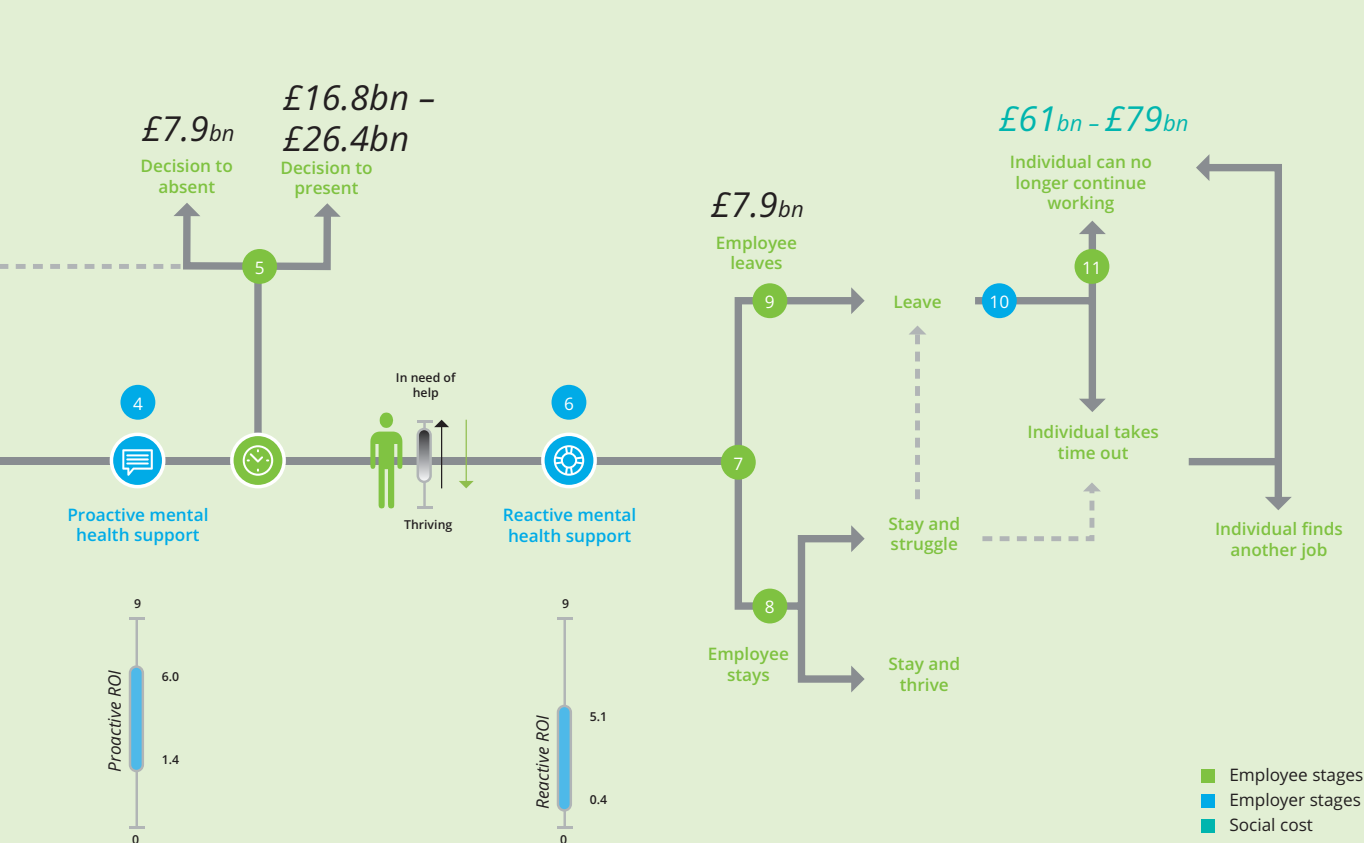 £7.9bn
Decision to
absent
£16.8bn –
£26.4bn
Decision to
present
5
4
Proactive mental
health support
In need of
help
Thriving
6
Reactive mental
health support
7
£7.9bn
Employee
leaves
9
Leave
10
£61bn – £79bn
Individual can no
longer continue
working
11
Individual takes
time out
Individual finds
another job
Stay and
struggle
8
Employee
stays
Stay and
thrive
9
Proactive ROI
6.0
1.4
0
9
Reactive ROI
5.1
0.4
0
Employee stages
Employer stages
Social cost